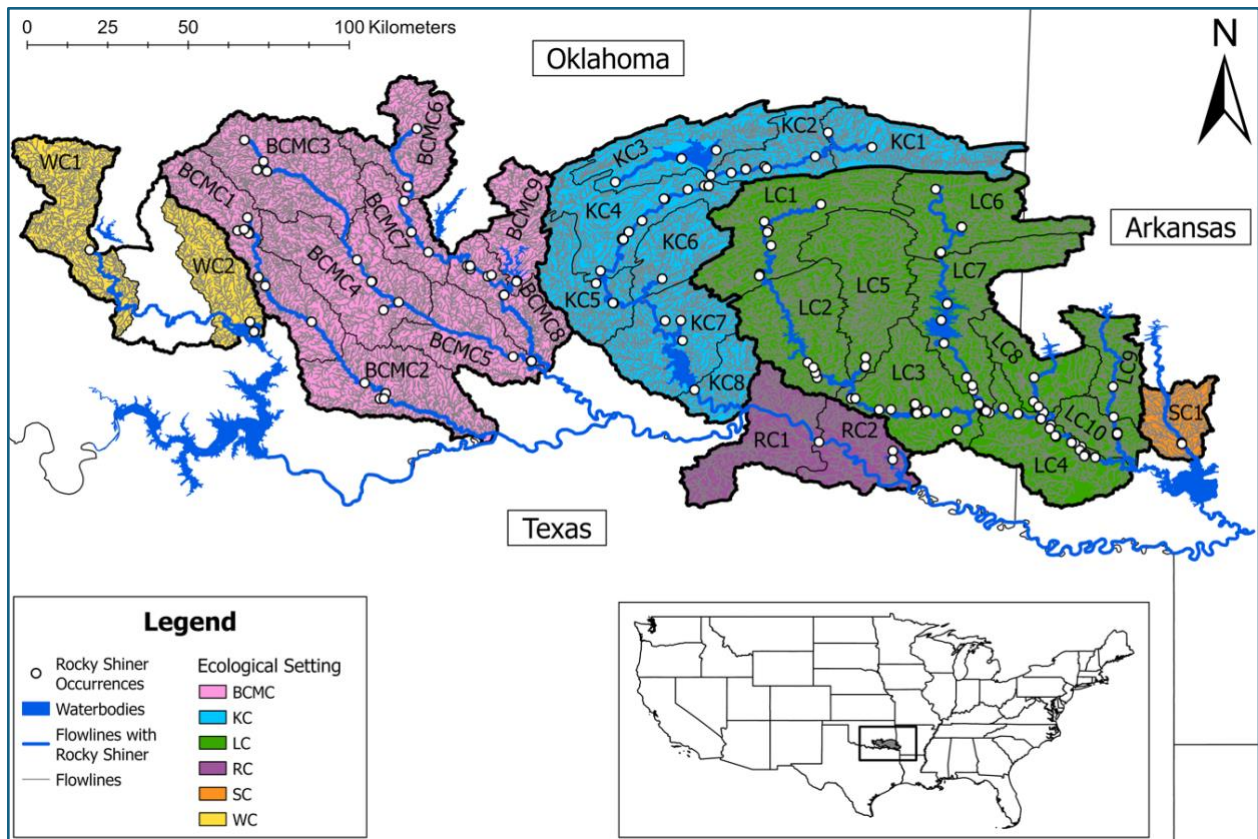 0 25 50 100 Kilometers
Oklahoma
N
Arkansas
Texas
WC1
WC2
BCMC1
BCMC2
BCMC3
BCMC4
BCMC5
BCMC6
BCMC7
BCMC8
BCMC9
KC1
KC2
KC3
KC4
KC5
KC6
KC7
KC8
LC1
LC2
LC3
LC4
LC5
LC6
LC7
LC8
LC9
LC10
RC1
RC2
SC1
Legend
Rocky Shiner
Occurrences
Waterbodies
Flowlines with
Rocky Shiner
Flowlines
Ecological Setting
BCMC
KC
LC
RC
SC
WC